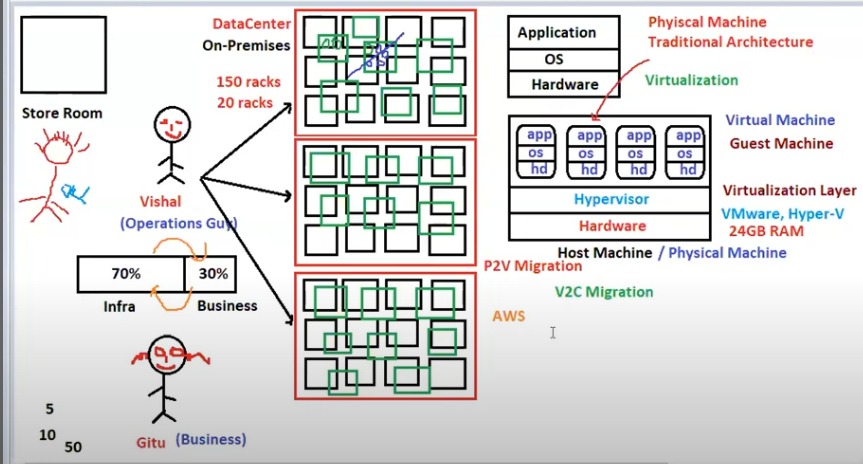 DataCenter
On-Premises
150 racks
20 racks
Store Room
Vishal
(Operations Guy)
70%
30%
Infra
Business
Gitu (Business)
5
10
50
Application
OS
Hardware
Phyiscal Machine
Traditional Architecture
Virtualization
app app app app
os os os os
hd hd hd hd
Hypervisor
Hardware
Virtual Machine
Guest Machine
Virtualization Layer
VMware, Hyper-V
24GB RAM
Host Machine / Physical Machine
P2V Migration
V2C Migration
AWS